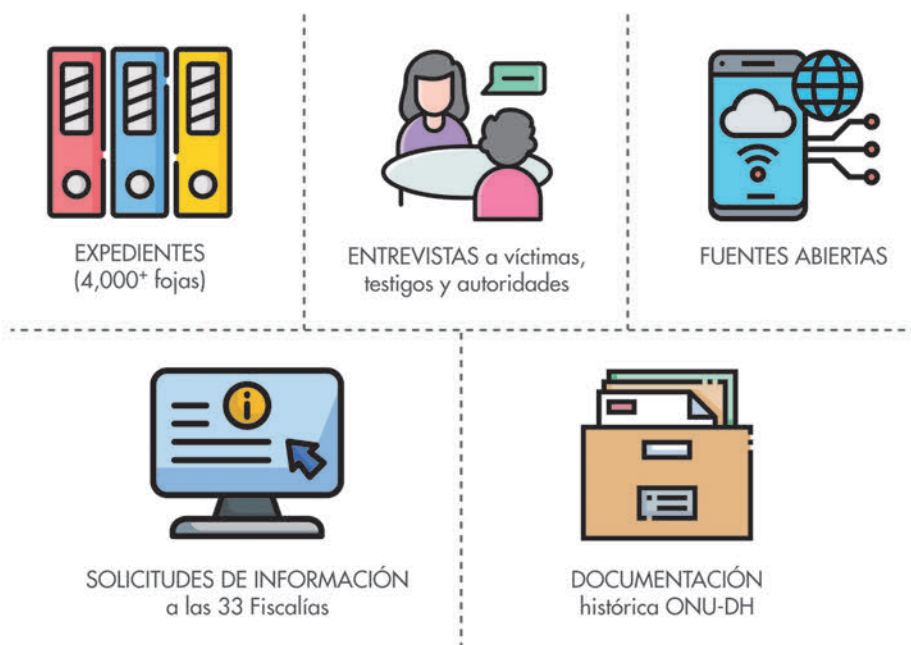 EXPEDIENTES
(4,000⁺ fojas)
ENTREVISTAS a víctimas,
testigos y autoridades
FUENTES ABIERTAS
SOLICITUDES DE INFORMACIÓN
a las 33 Fiscalías
DOCUMENTACIÓN
histórica ONU-DH